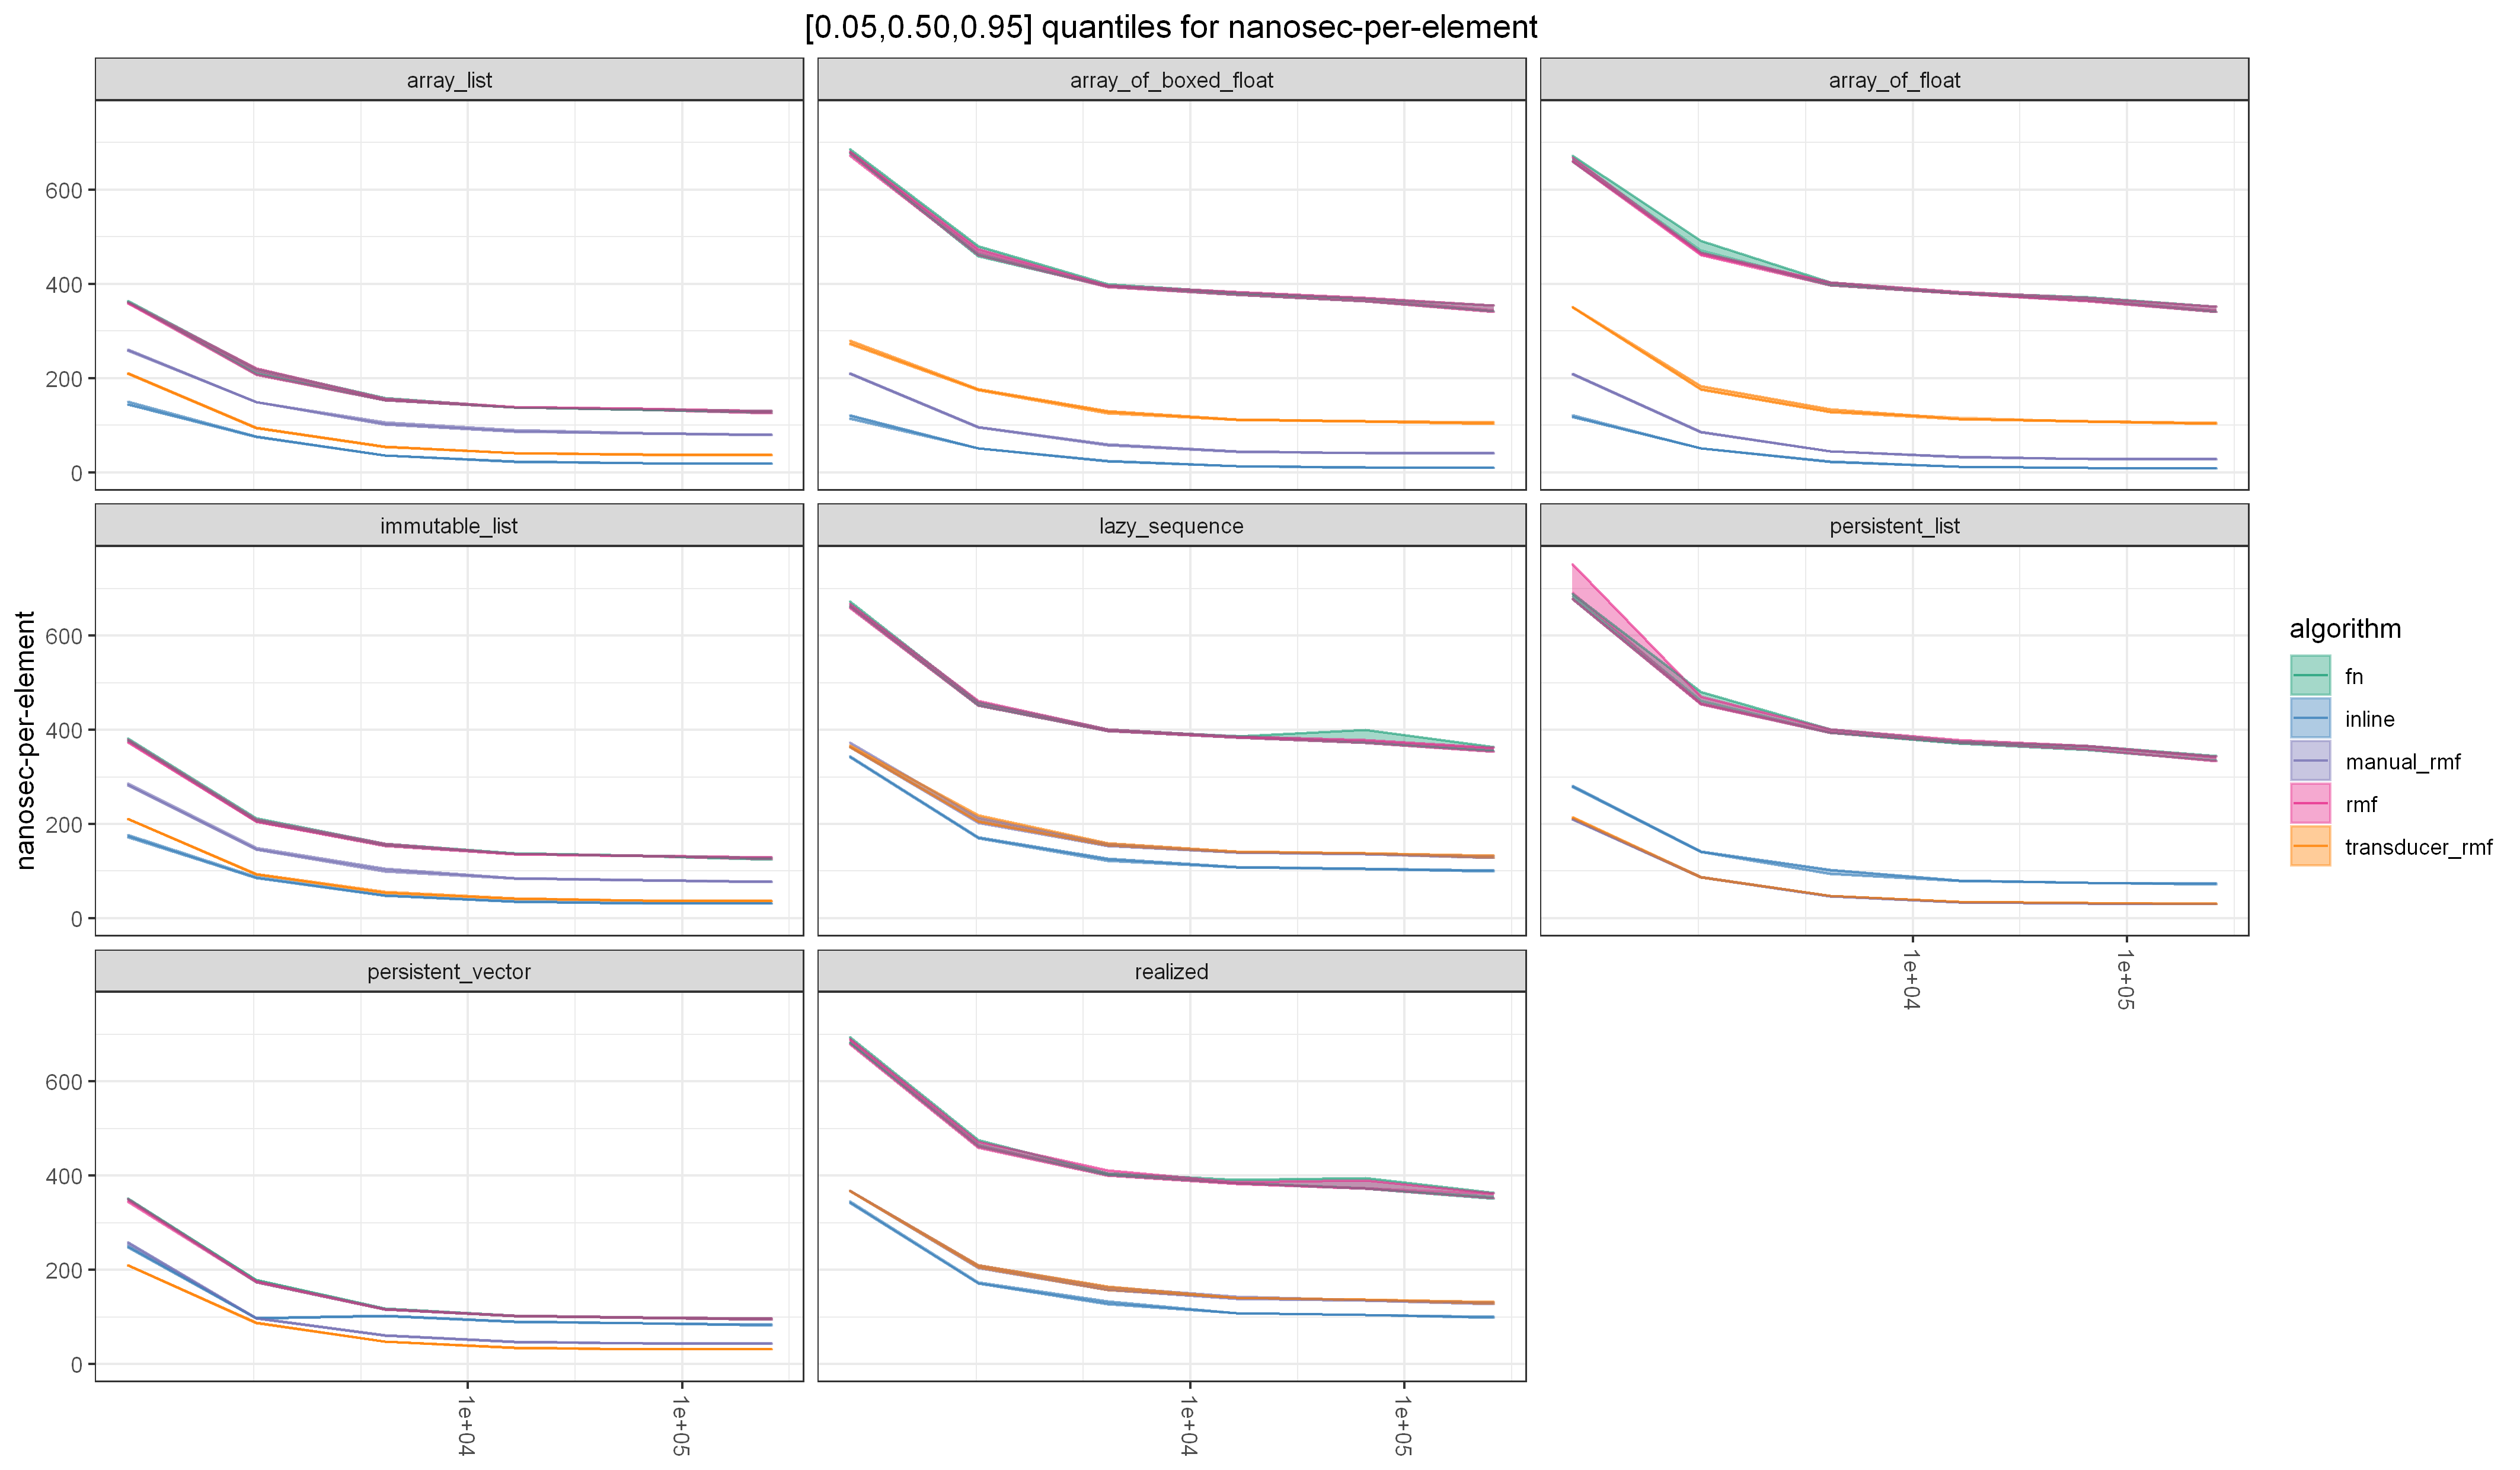 [0.05,0.50,0.95] quantiles for nanosec-per-element
array_list
array_of_boxed_float
array_of_float
600
400
200
0
immutable_list
lazy_sequence
persistent_list
600
400
200
0
1e+04
1e+05
persistent_vector
realized
600
400
200
0
1e+04
1e+05
1e+04
1e+05
nanosec-per-element
algorithm
fn
inline
manual_rmf
rmf
transducer_rmf